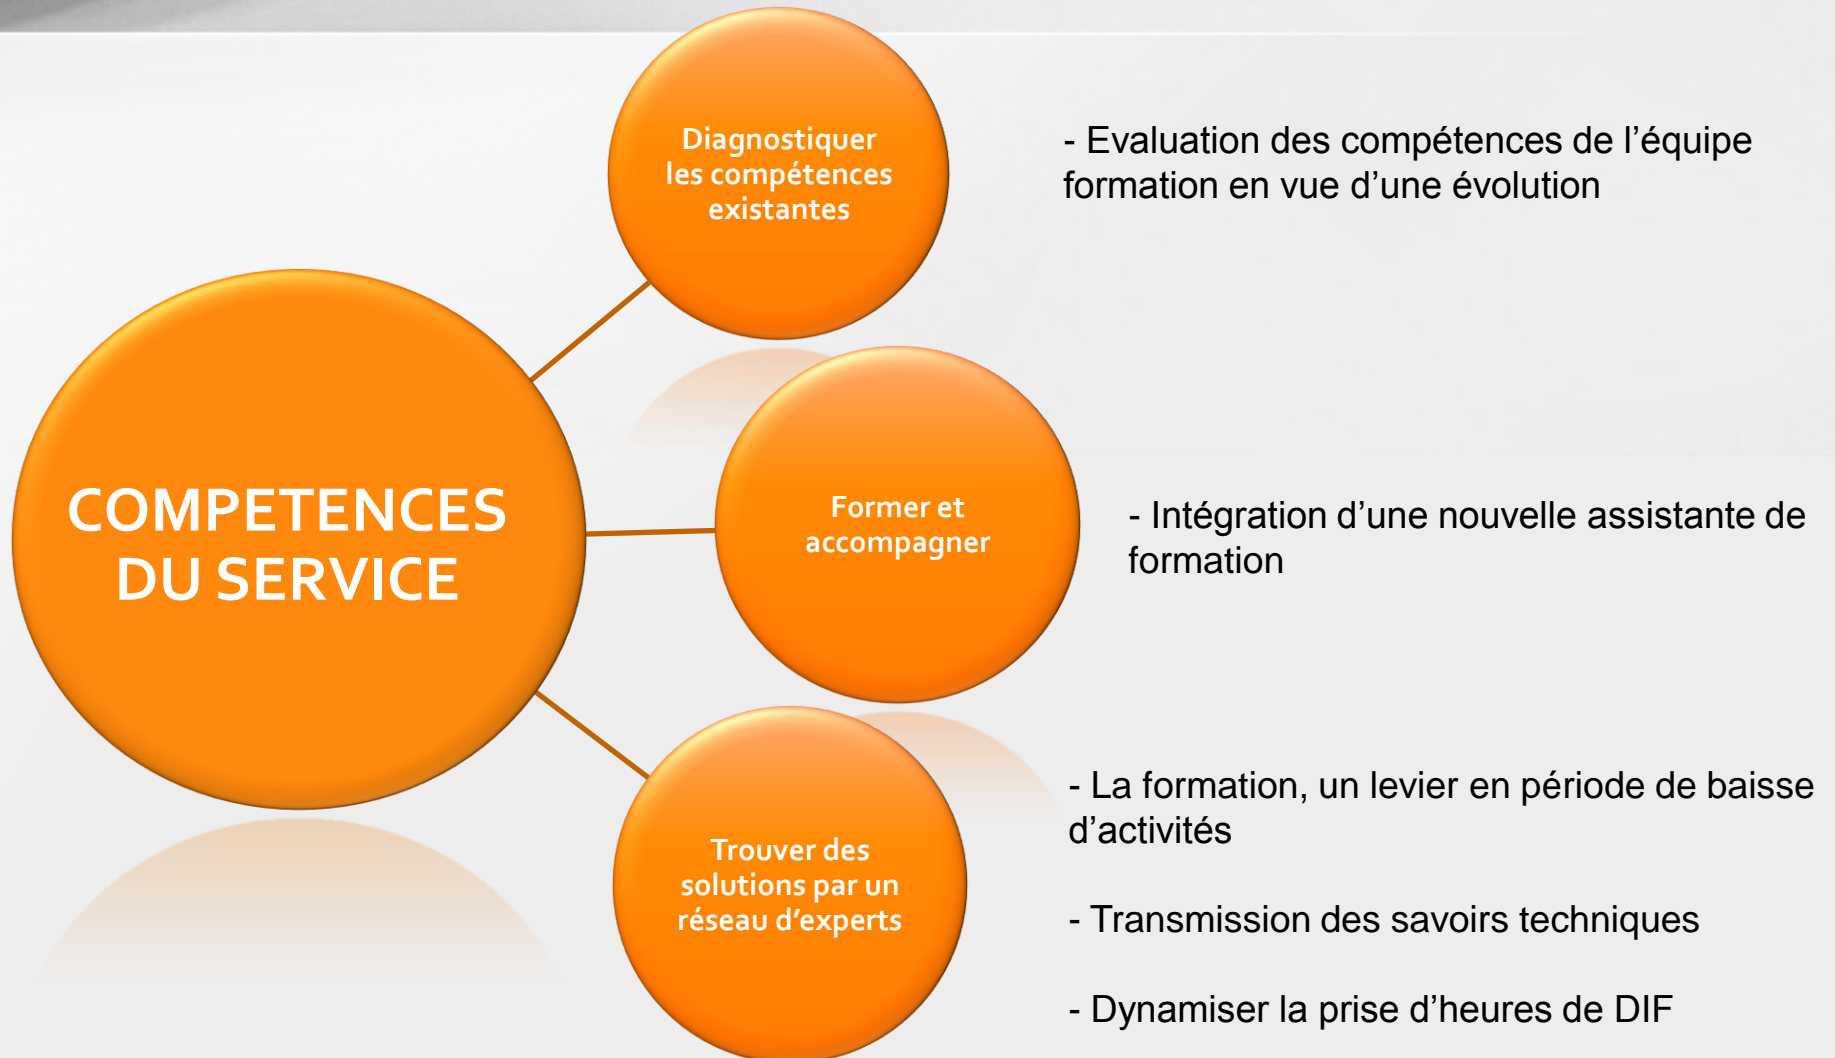 Diagnostiquer
les compétences
existantes
- Evaluation des compétences de l’équipe
formation en vue d’une évolution
COMPETENCES
DU SERVICE
Former et
accompagner
- Intégration d’une nouvelle assistante de
formation
Trouver des
solutions par un
réseau d’experts
- La formation, un levier en période de baisse
d’activités
- Transmission des savoirs techniques
- Dynamiser la prise d’heures de DIF